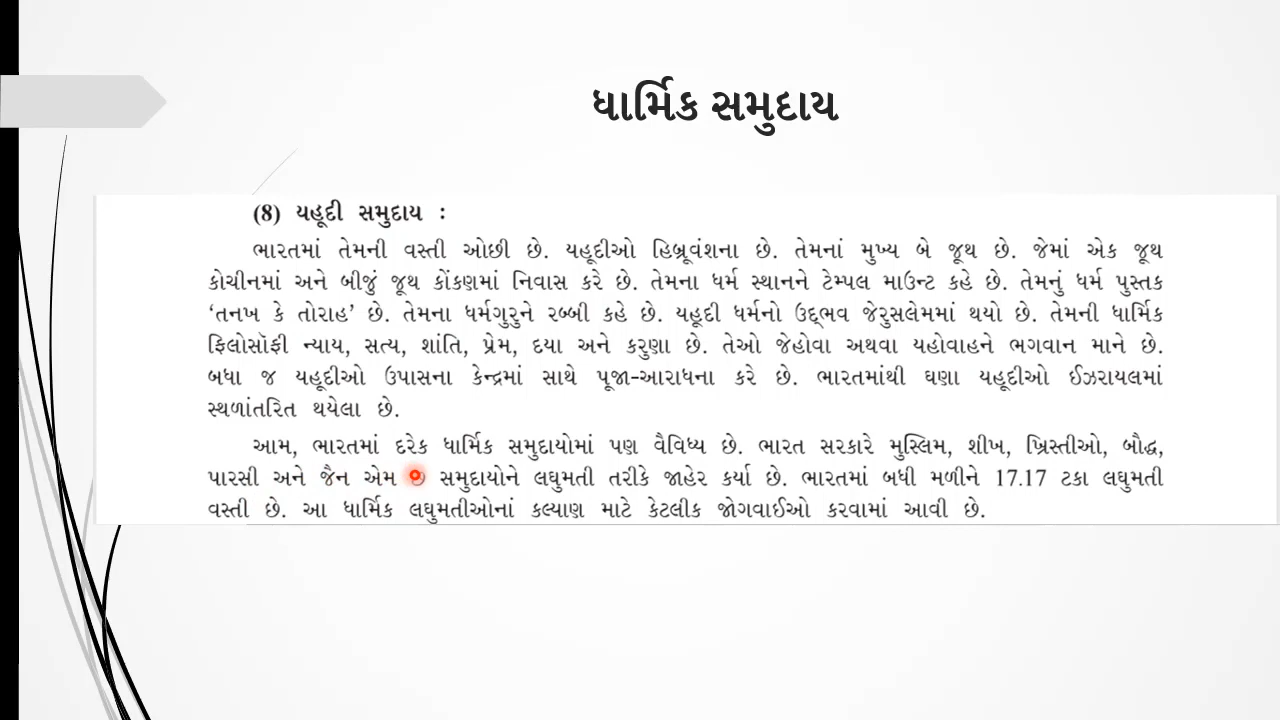 ધાર્મિક સમુદાય
(8) યહૂદી સમુદાય :
ભારતમાં તેમની વસ્તી ઓછી છે. યહૂદીઓ હિબ્રૂવંશના છે. તેમનાં મુખ્ય બે જૂથ છે. જેમાં એક જૂથ
કોચીનમાં અને બીજું જૂથ કોંકણમાં નિવાસ કરે છે. તેમના ધર્મ સ્થાનને ટેમ્પલ માઉન્ટ કહે છે. તેમનું ધર્મ પુસ્તક
‘તનખ કે તોરાહ’ છે. તેમના ધર્મગુરુને રબ્બી કહે છે. યહૂદી ધર્મનો ઉદ્ભવ જેરુસલેમમાં થયો છે. તેમની ધાર્મિક
ફિલોસૉફી ન્યાય, સત્ય, શાંતિ, પ્રેમ, દયા અને કરુણા છે. તેઓ જેહોવા અથવા યહોવાહને ભગવાન માને છે.
બધા જ યહૂદીઓ ઉપાસના કેન્દ્રમાં સાથે પૂજા-આરાધના કરે છે. ભારતમાંથી ઘણા યહૂદીઓ ઈઝરાયલમાં
સ્થળાંતરિત થયેલા છે.
આમ, ભારતમાં દરેક ધાર્મિક સમુદાયોમાં પણ વૈવિધ્ય છે. ભારત સરકારે મુસ્લિમ, શીખ, ખ્રિસ્તીઓ, બૌદ્ધ,
પારસી અને જૈન એમ સમુદાયોને લઘુમતી તરીકે જાહેર કર્યા છે. ભારતમાં બધી મળીને 17.17 ટકા લઘુમતી
વસ્તી છે. આ ધાર્મિક લઘુમતીઓનાં કલ્યાણ માટે કેટલીક જોગવાઈઓ કરવામાં આવી છે.